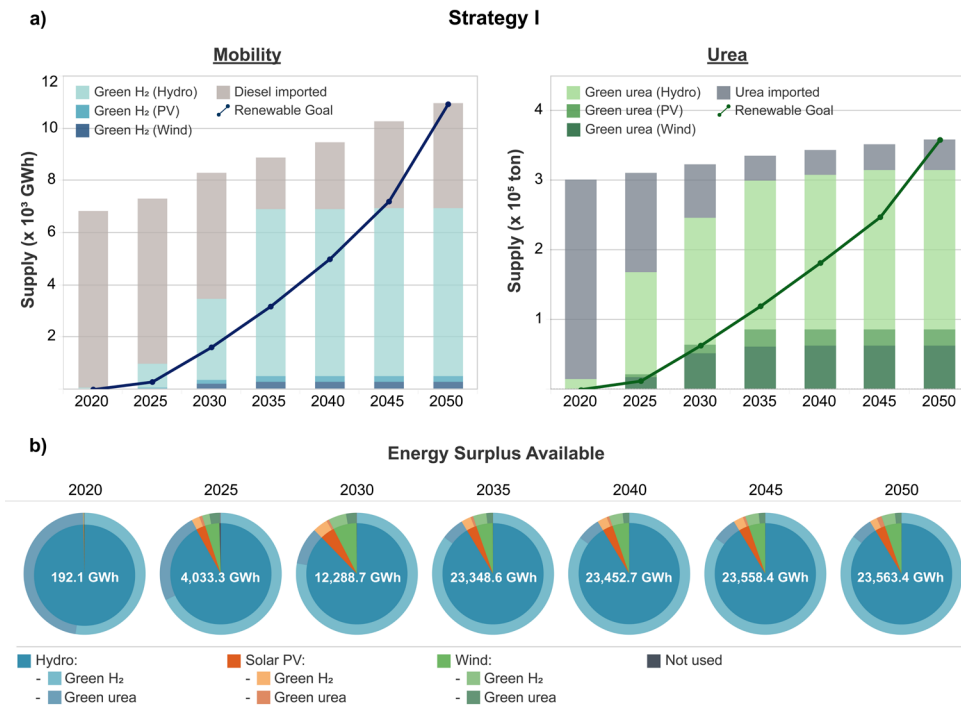 a)
Strategy I
Mobility
Urea
Green H₂ (Hydro)
Green H₂ (PV)
Green H₂ (Wind)
Diesel imported
Renewable Goal
Supply (x 10³ GWh)
12
10
8
6
4
2
2020 2025 2030 2035 2040 2045 2050
Green urea (Hydro)
Green urea (PV)
Green urea (Wind)
Urea imported
Renewable Goal
Supply (x 10⁵ ton)
4
3
2
1
2020 2025 2030 2035 2040 2045 2050
b)
Energy Surplus Available
2020 2025 2030 2035 2040 2045 2050
192.1 GWh 4,033.3 GWh 12,288.7 GWh 23,348.6 GWh 23,452.7 GWh 23,558.4 GWh 23,563.4 GWh
Hydro:
- Green H₂
- Green urea
Solar PV:
- Green H₂
- Green urea
Wind:
- Green H₂
- Green urea
Not used